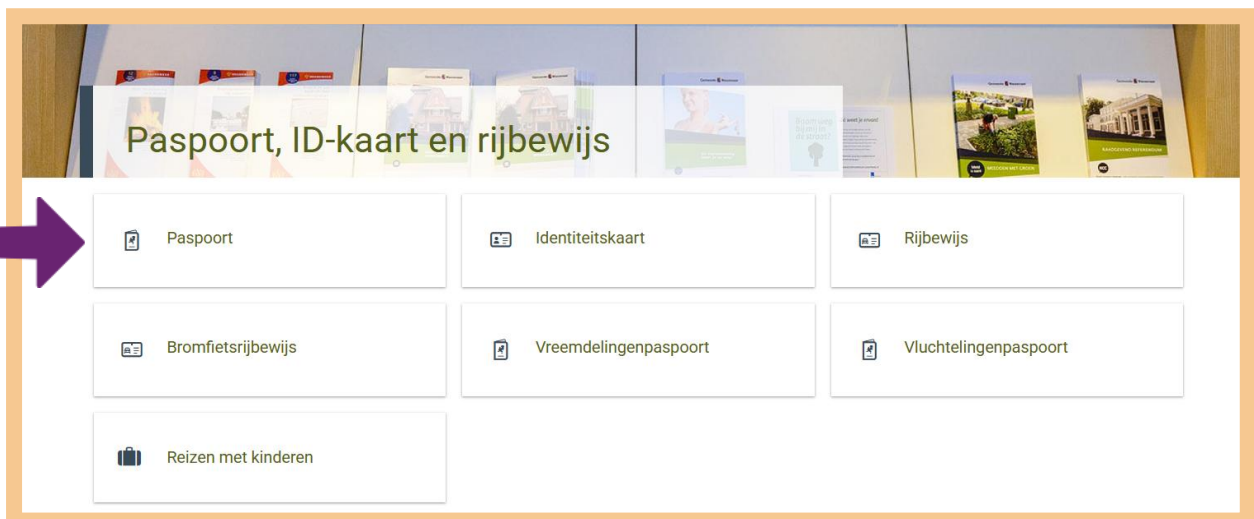 Paspoort, ID-kaart en rijbewijs
Paspoort
Identiteitskaart
Rijbewijs
Bromfietsrijbewijs
Vreemdelingenpaspoort
Vluchtelingenpaspoort
Reizen met kinderen